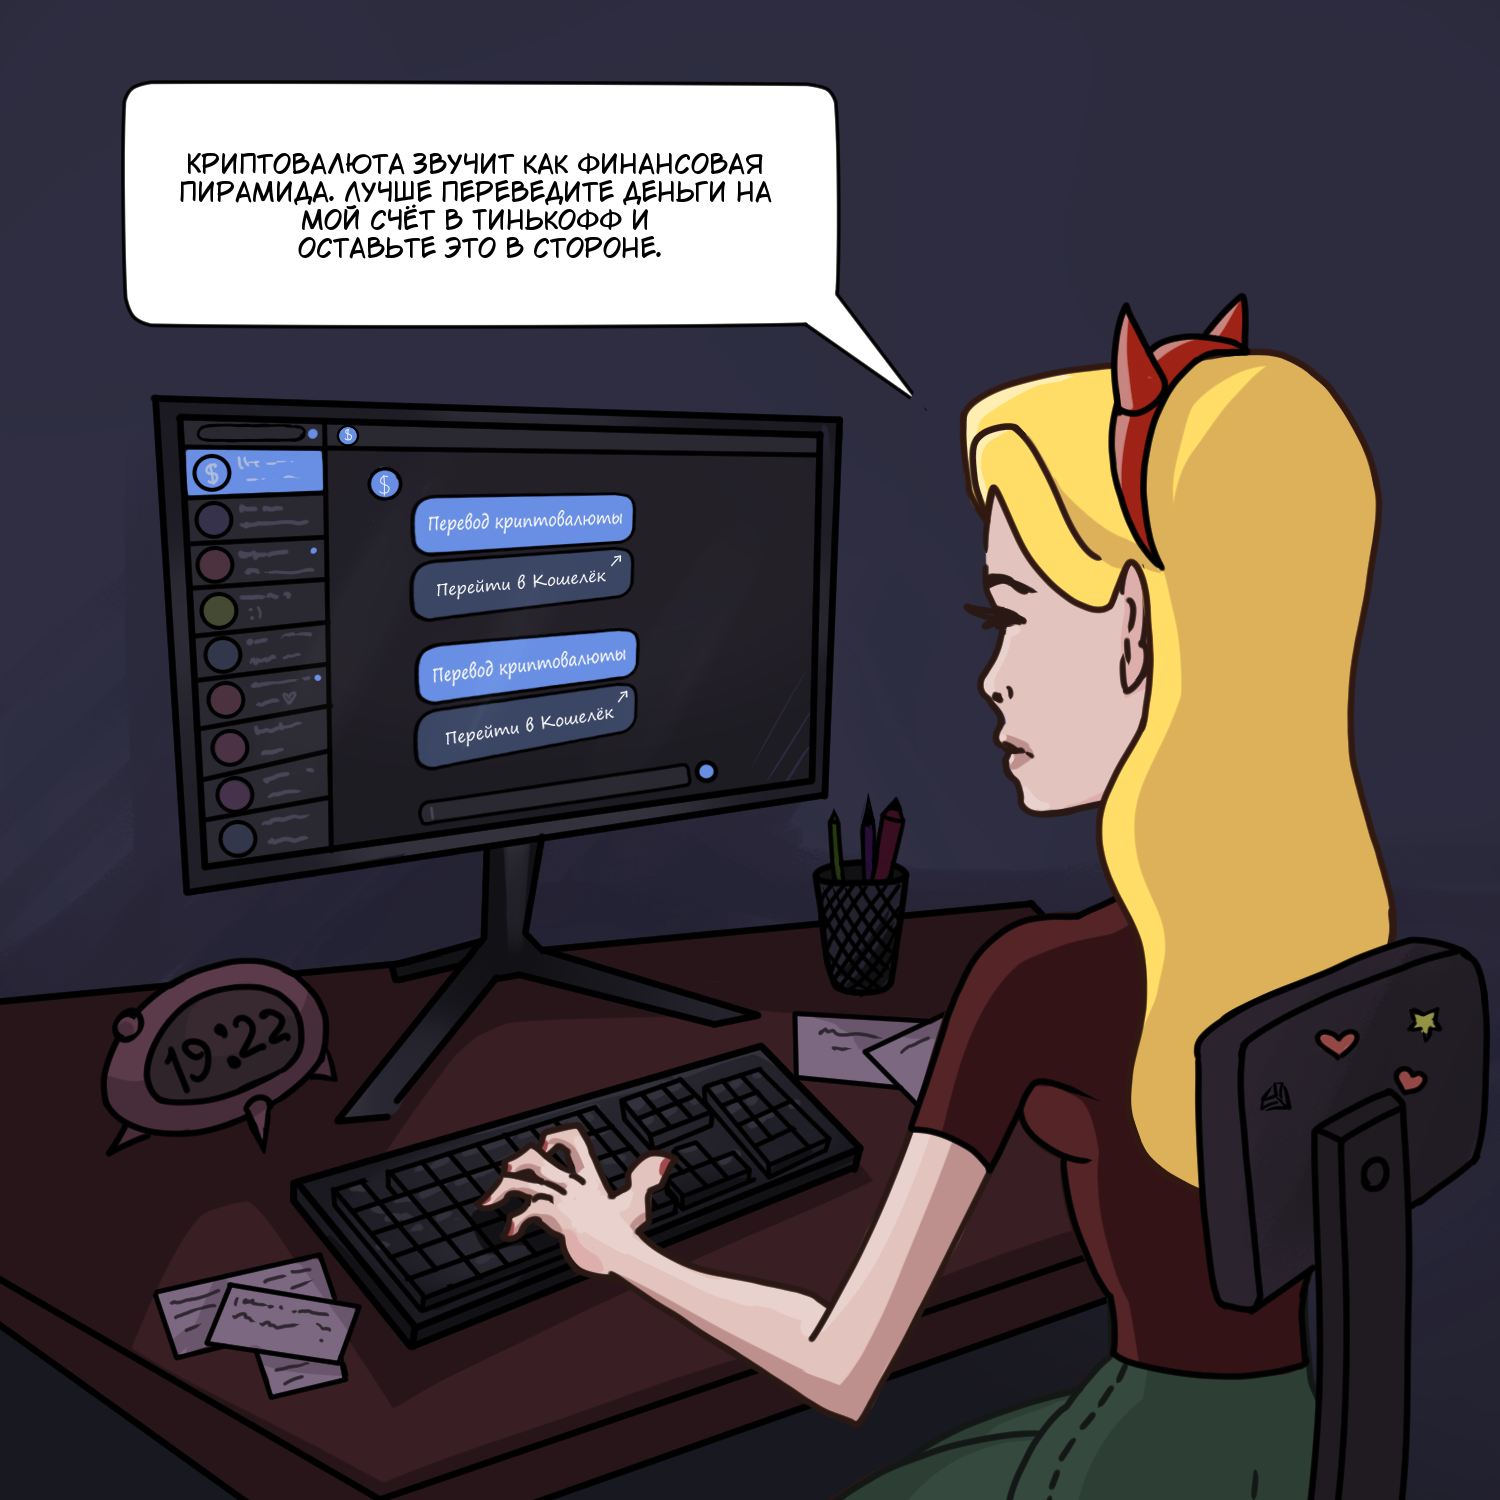 КРИПТОВАЛЮТА ЗВУЧИТ КАК ФИНАНСОВАЯ
ПИРАМИДА. ЛУЧШЕ ПЕРЕВЕДИТЕ ДЕНЬГИ НА
МОЙ СЧЁТ В ТИНЬКОФФ И
ОСТАВЬТЕ ЭТО В СТОРОНЕ.
$
$
$
Перевод криптовалюты
Перейти в Кошелёк
:)
Перевод криптовалюты
Перейти в Кошелёк
19:22